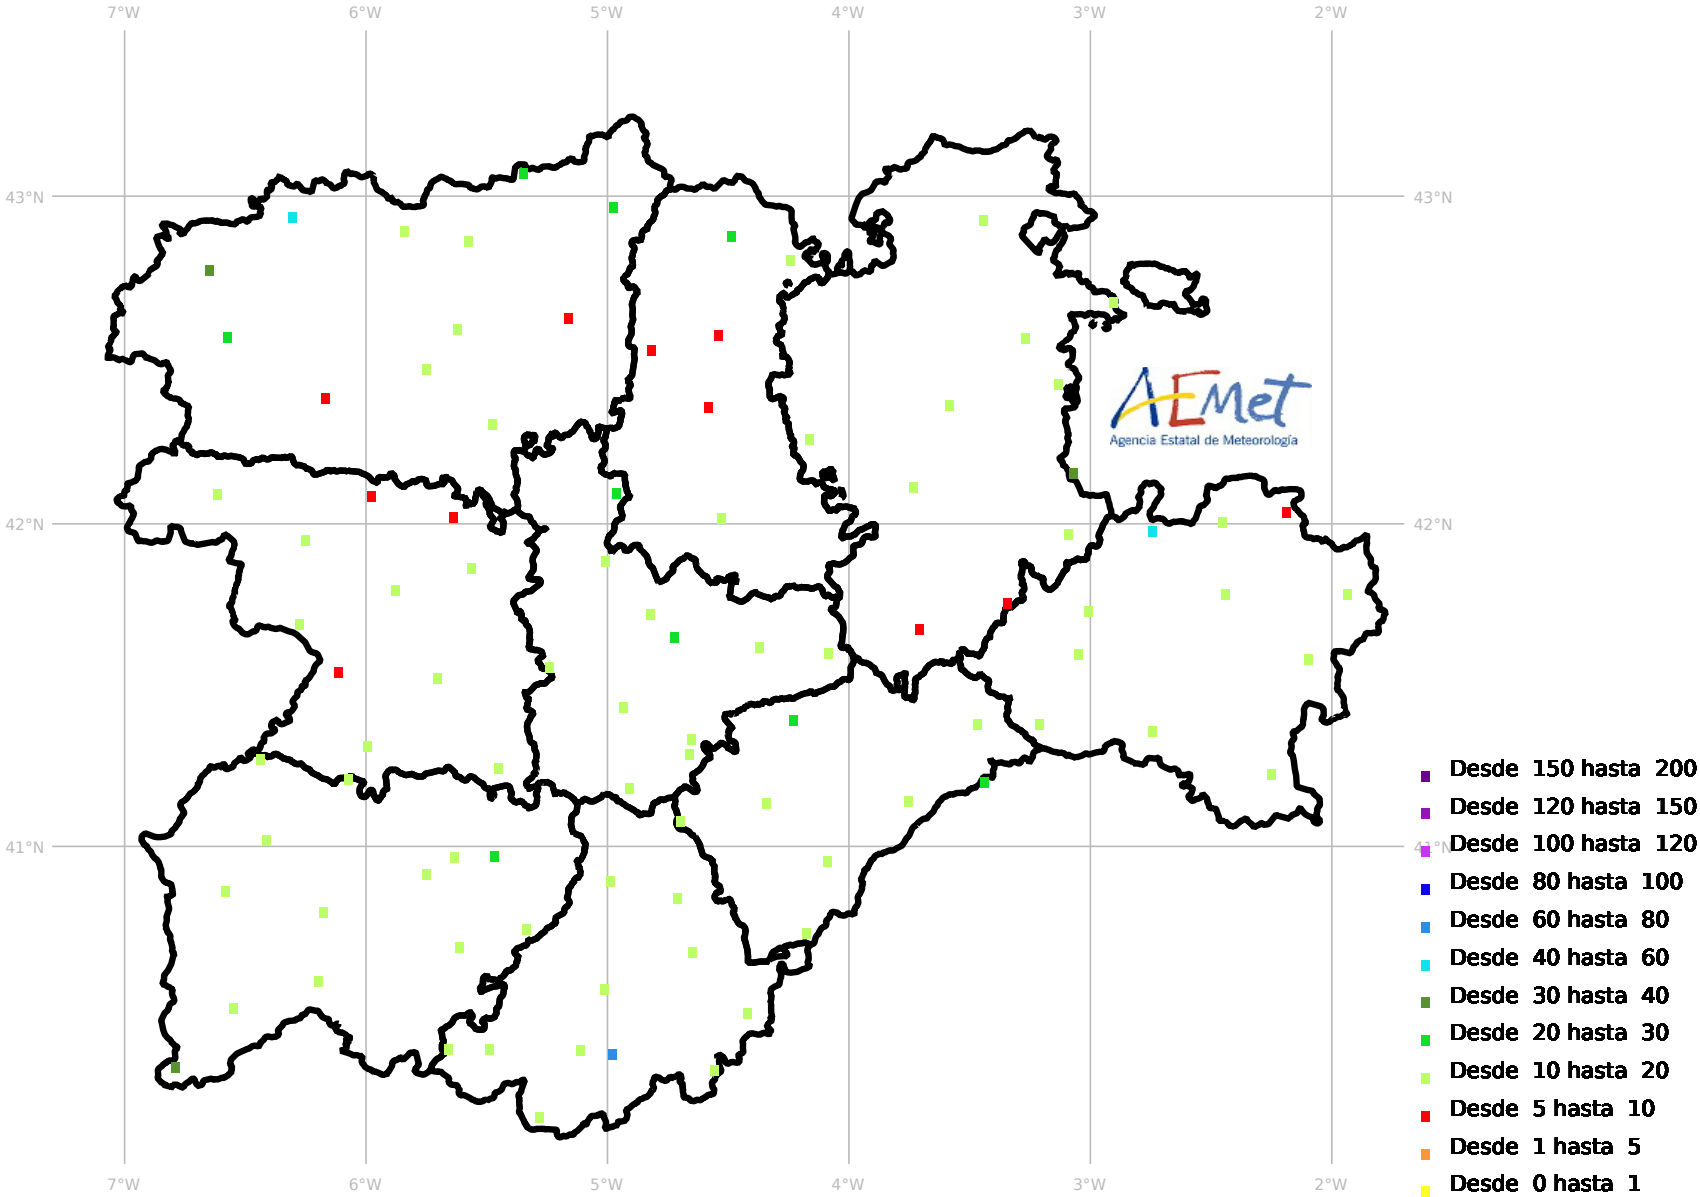 7°W 6°W 5°W 4°W 3°W 2°W
43°N 43°N
AEMet
Agencia Estatal de Meteorología
42°N 42°N
Desde 150 hasta 200
Desde 120 hasta 150
41°N 41°N Desde 100 hasta 120
Desde 80 hasta 100
Desde 60 hasta 80
Desde 40 hasta 60
Desde 30 hasta 40
Desde 20 hasta 30
Desde 10 hasta 20
Desde 5 hasta 10
Desde 1 hasta 5
Desde 0 hasta 1
7°W 6°W 5°W 4°W 3°W 2°W